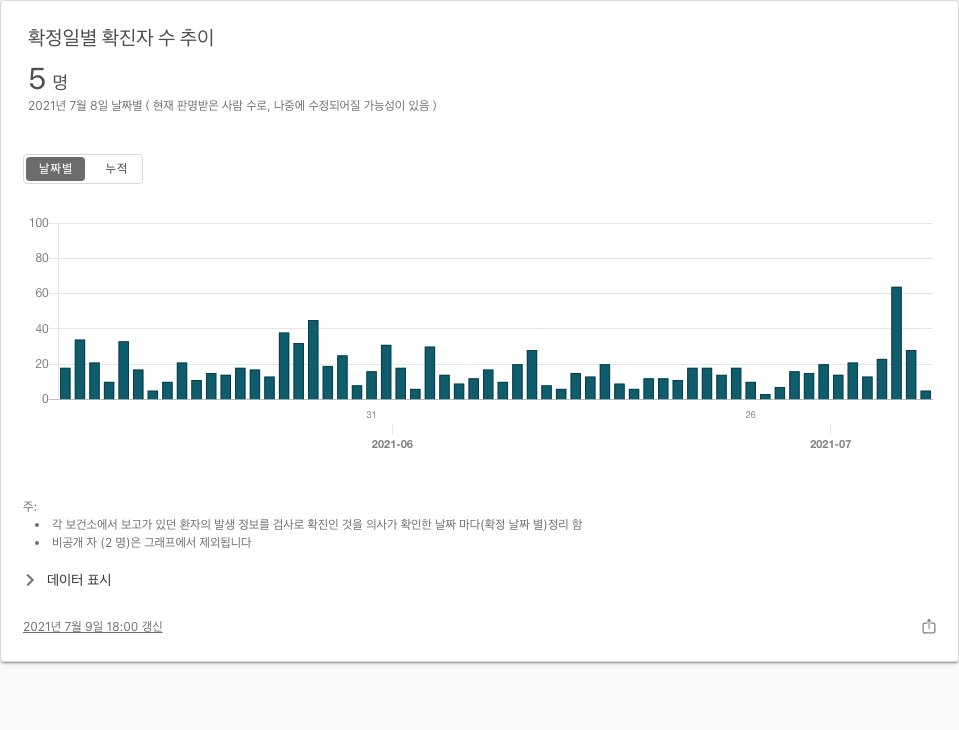 확정일별 확진자 수 추이
5 명
2021년 7월 8일 날짜별 ( 현재 판명받은 사람 수로, 나중에 수정되어질 가능성이 있음 )
날짜별 누적
100
80
60
40
20
0
31 26
2021-06 2021-07
주:
각 보건소에서 보고가 있던 환자의 발생 정보를 검사로 확진인 것을 의사가 확인한 날짜 마다(확정 날짜 별)정리 함
비공개 자 (2 명)은 그래프에서 제외됩니다
데이터 표시
2021년 7월 9일 18:00 갱신